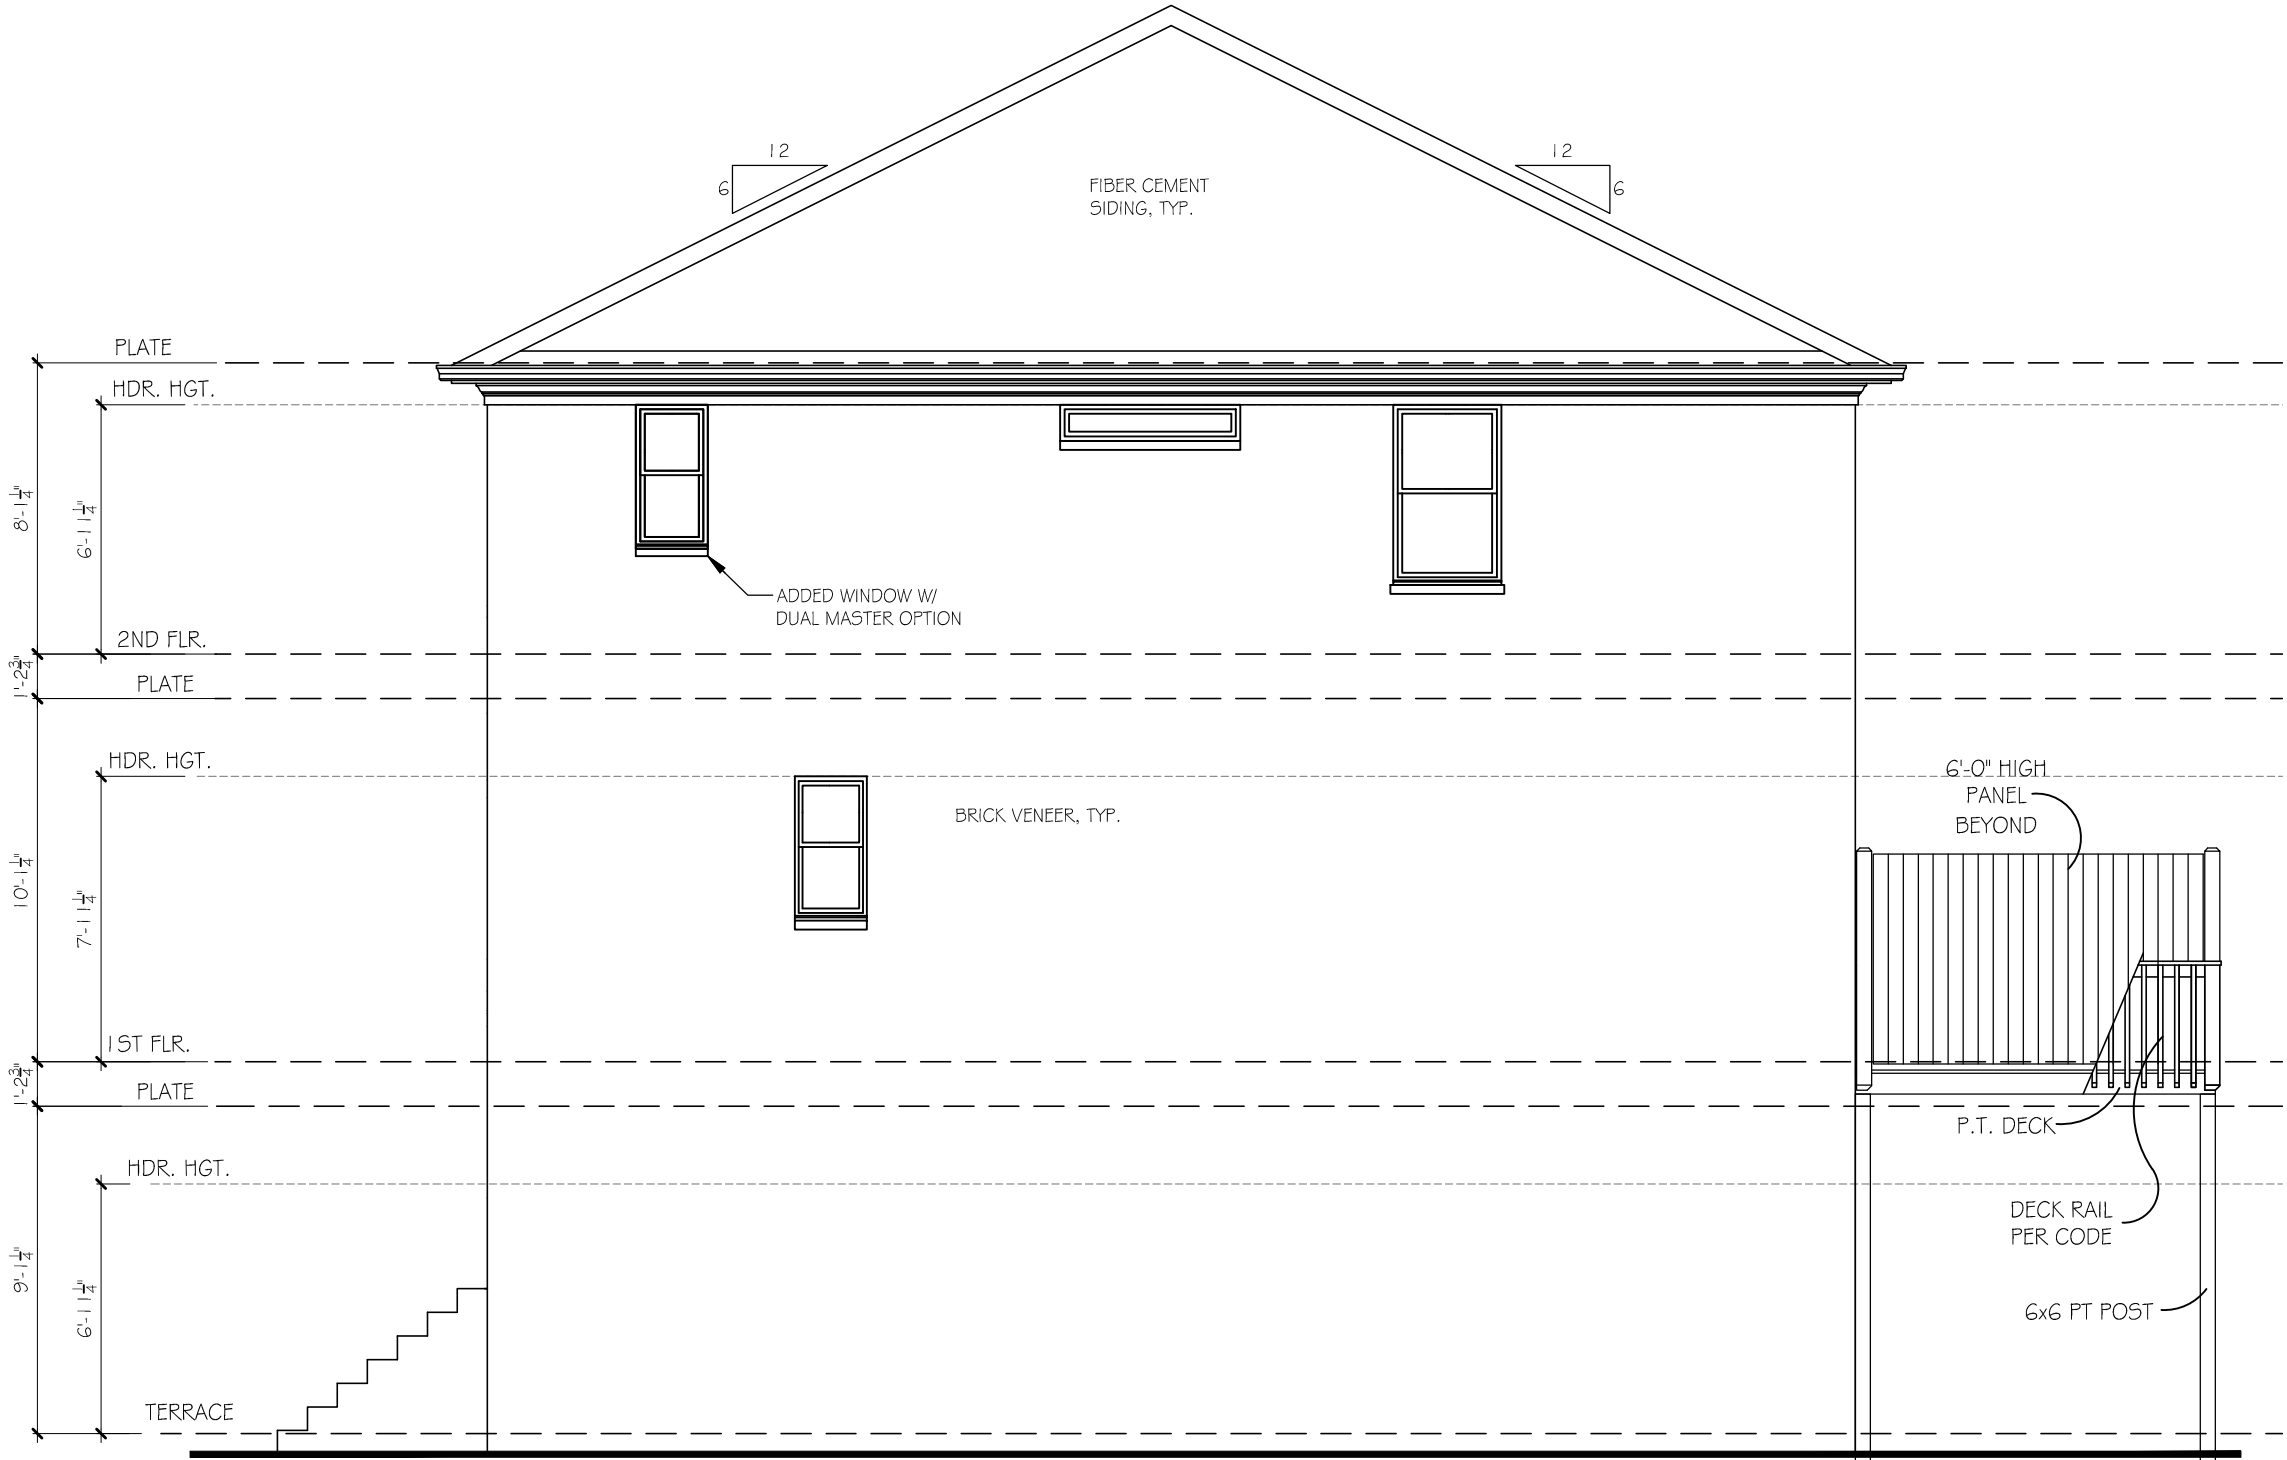 12
6
12
6
FIBER CEMENT
SIDING, TYP.
PLATE
HDR. HGT.
8'-1 1/4"
6'-11 1/4"
ADDED WINDOW W/
DUAL MASTER OPTION
2ND FLR.
1'-2 3/4"
PLATE
HDR. HGT.
BRICK VENEER, TYP.
6'-0" HIGH
PANEL
BEYOND
10'-1 1/4"
7'-11 1/4"
1ST FLR.
1'-2 3/4"
PLATE
P.T. DECK
HDR. HGT.
DECK RAIL
PER CODE
9'-1 1/4"
6'-11 1/4"
6x6 PT POST
TERRACE